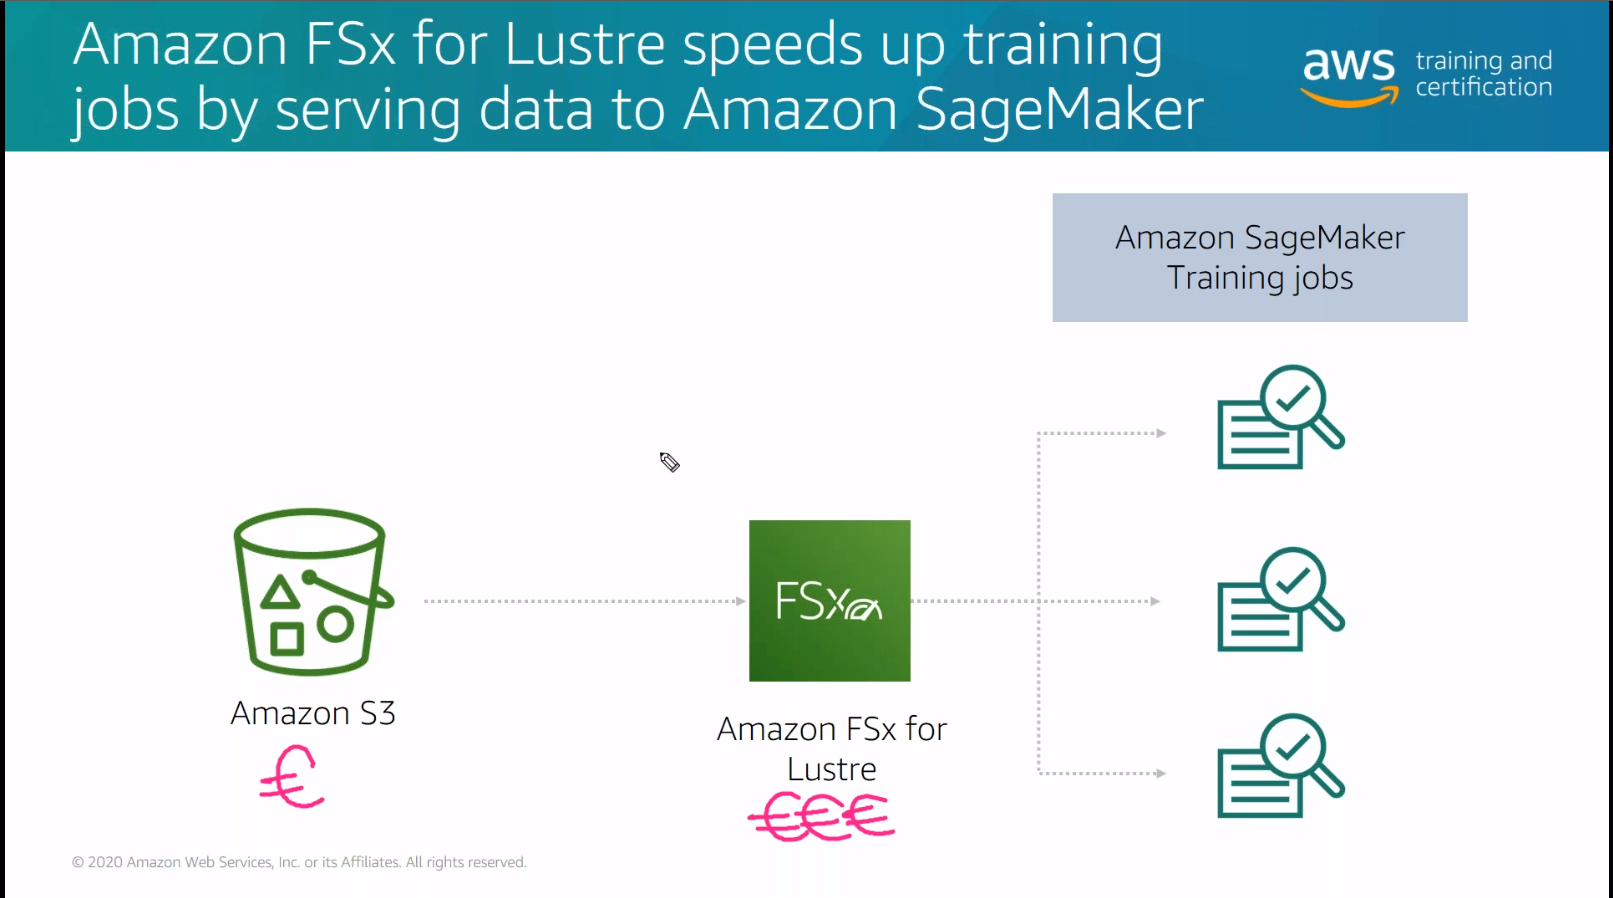 Amazon FSx for Lustre speeds up training
jobs by serving data to Amazon SageMaker
aws
training and
certification
Amazon SageMaker
Training jobs
FSx
Amazon S3
€
Amazon FSx for
Lustre
€€€
© 2020 Amazon Web Services, Inc. or its Affiliates. All rights reserved.